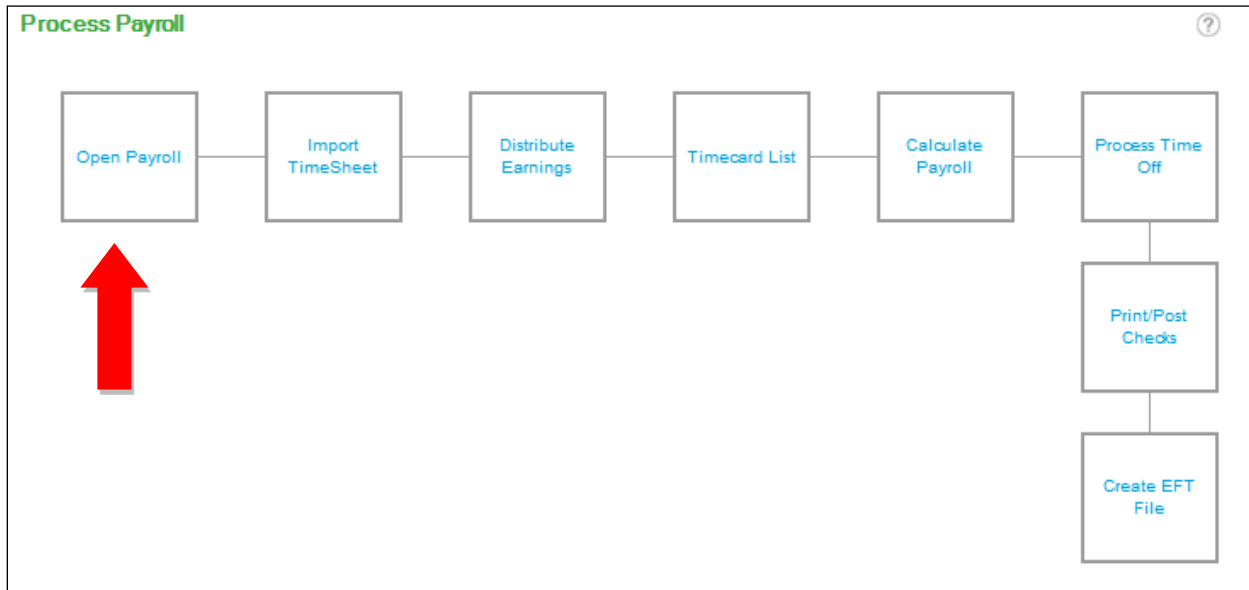 Process Payroll
?
Open Payroll
Import
TimeSheet
Distribute
Earnings
Timecard List
Calculate
Payroll
Process Time
Off
Print/Post
Checks
Create EFT
File